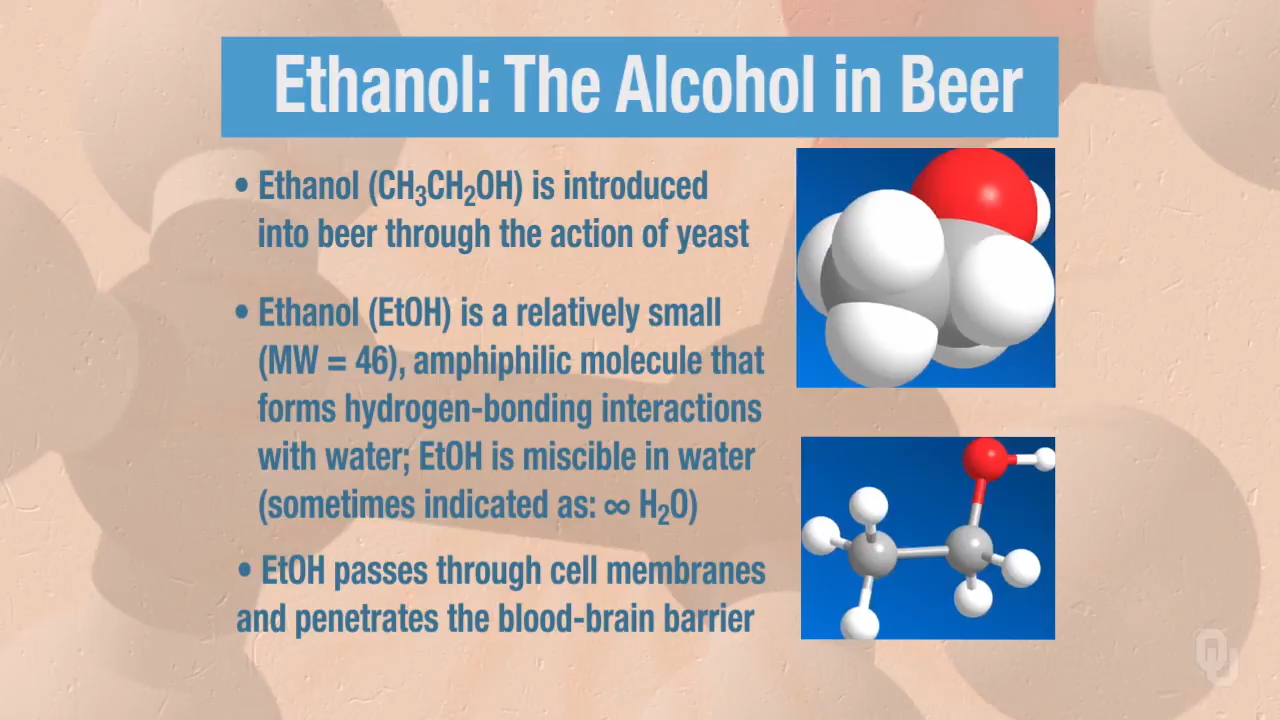 Ethanol: The Alcohol in Beer
• Ethanol (CH₃CH₂OH) is introduced
into beer through the action of yeast
• Ethanol (EtOH) is a relatively small
(MW = 46), amphiphilic molecule that
forms hydrogen-bonding interactions
with water; EtOH is miscible in water
(sometimes indicated as: ∞ H₂O)
• EtOH passes through cell membranes
and penetrates the blood-brain barrier
OU